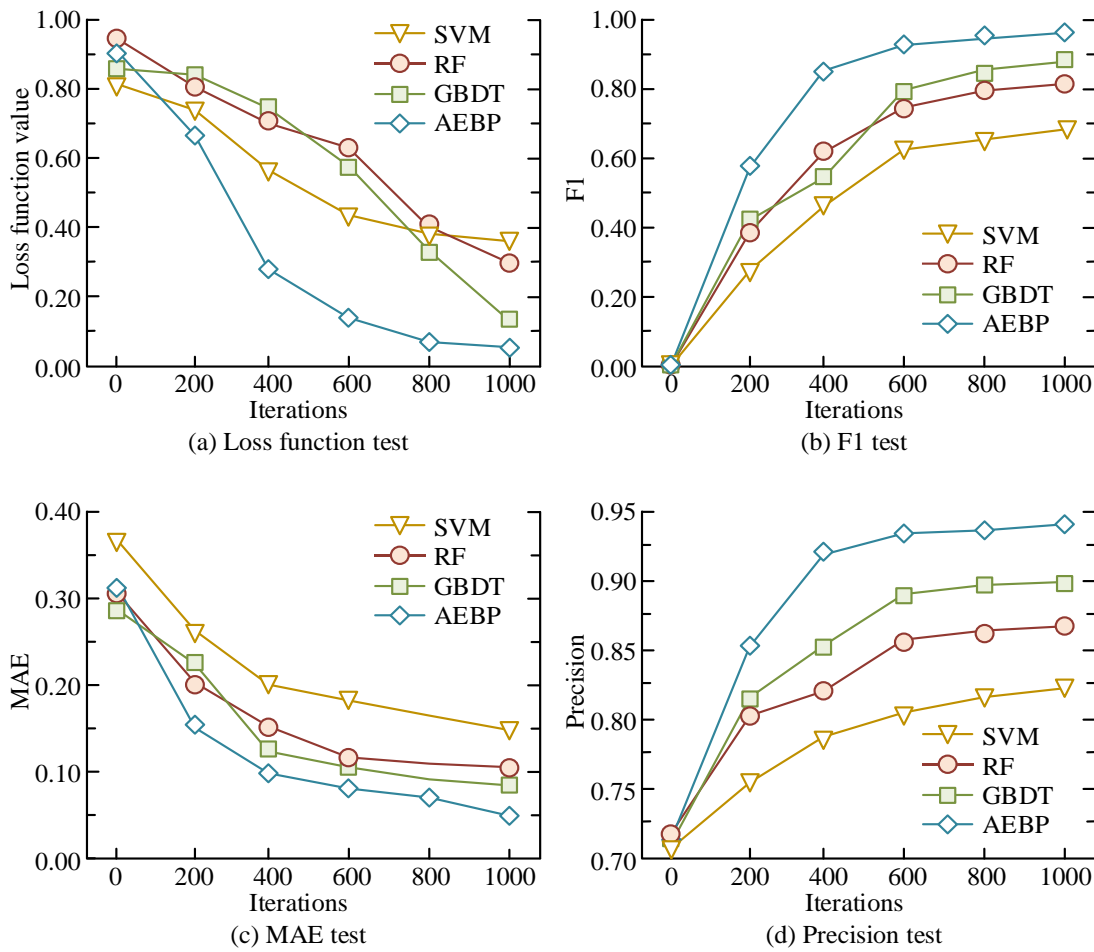 1.00
0.80
0.60
0.40
0.20
0.00
Loss function value
SVM
RF
GBDT
AEBP
0 200 400 600 800 1000
Iterations
(a) Loss function test
1.00
0.80
0.60
0.40
0.20
0.00
F1
SVM
RF
GBDT
AEBP
0 200 400 600 800 1000
Iterations
(b) F1 test
0.40
0.30
0.20
0.10
0.00
MAE
SVM
RF
GBDT
AEBP
0 200 400 600 800 1000
Iterations
(c) MAE test
0.95
0.90
0.85
0.80
0.75
0.70
Precision
SVM
RF
GBDT
AEBP
0 200 400 600 800 1000
Iterations
(d) Precision test